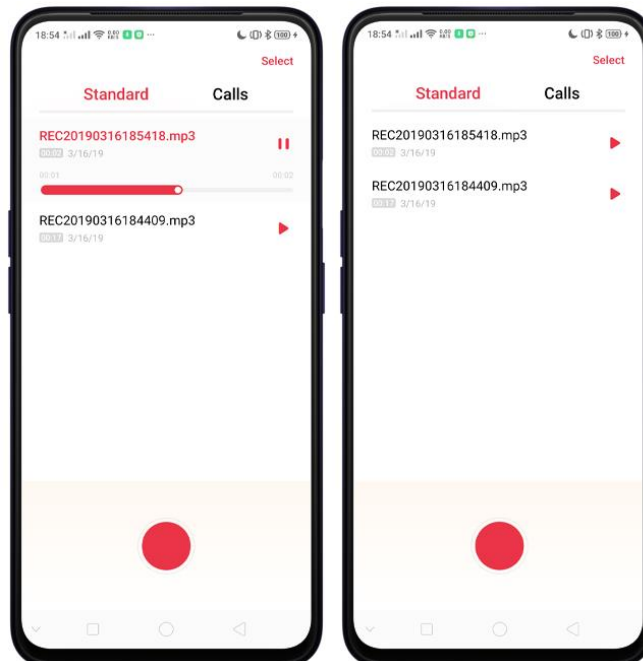 18:54
100
Select
Standard Calls
REC20190316185418.mp3
00:02 3/16/19
00:01 00:02
REC20190316184409.mp3
00:17 3/16/19
18:54
100
Select
Standard Calls
REC20190316185418.mp3
00:02 3/16/19
REC20190316184409.mp3
00:17 3/16/19